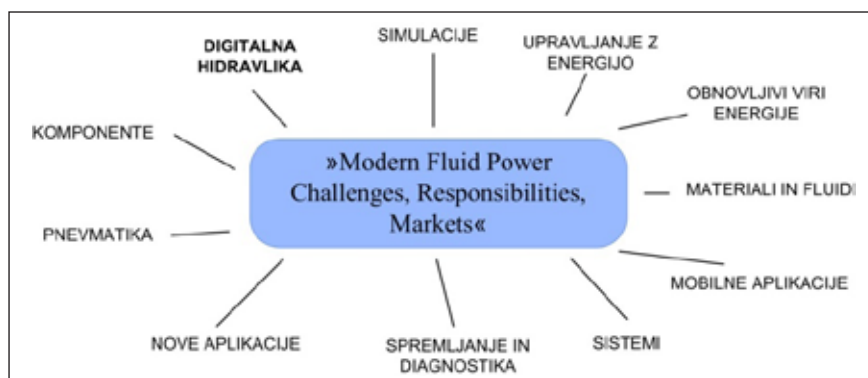 DIGITALNA
HIDRAVLIKA
SIMULACIJE
UPRAVLJANJE Z
ENERGIJO
OBNOVLJIVI VIRI
ENERGIJE
KOMPONENTE
»Modern Fluid Power
Challenges, Responsibilities,
Markets«
MATERIALI IN FLUIDI
PNEVMATIKA
MOBILNE APLIKACIJE
NOVE APLIKACIJE
SPREMLJANJE IN
DIAGNOSTIKA
SISTEMI